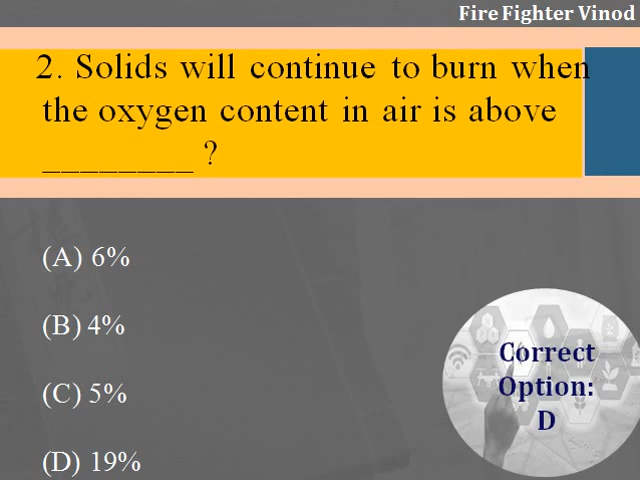 Fire Fighter Vinod
2. Solids will continue to burn when
the oxygen content in air is above
________ ?
(A) 6%
(B) 4%
(C) 5%
(D) 19%
Correct
Option:
D